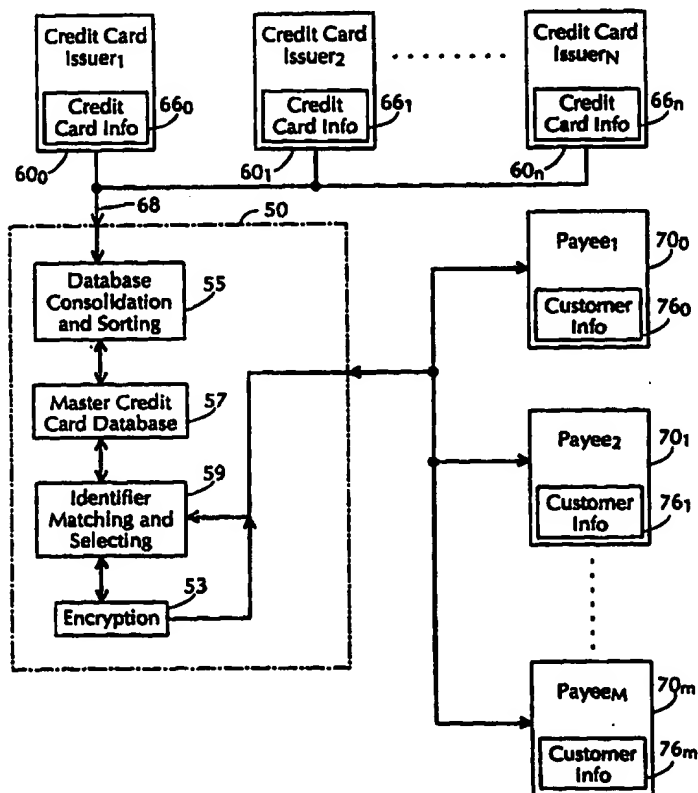 Credit Card
Issuer₁
Credit
Card Info
66₀
60₀
Credit Card
Issuer₂
Credit
Card Info
66₁
60₁
Credit Card
Issuer_N
Credit
Card Info
66ₙ
60ₙ
68
50
Database
Consolidation
and Sorting
55
Master Credit
Card Database
57
Identifier
Matching and
Selecting
59
Encryption
53
Payee₁
70₀
Customer
Info
76₀
Payee₂
70₁
Customer
Info
76₁
Payee_M
70ₘ
Customer
Info
76ₘ